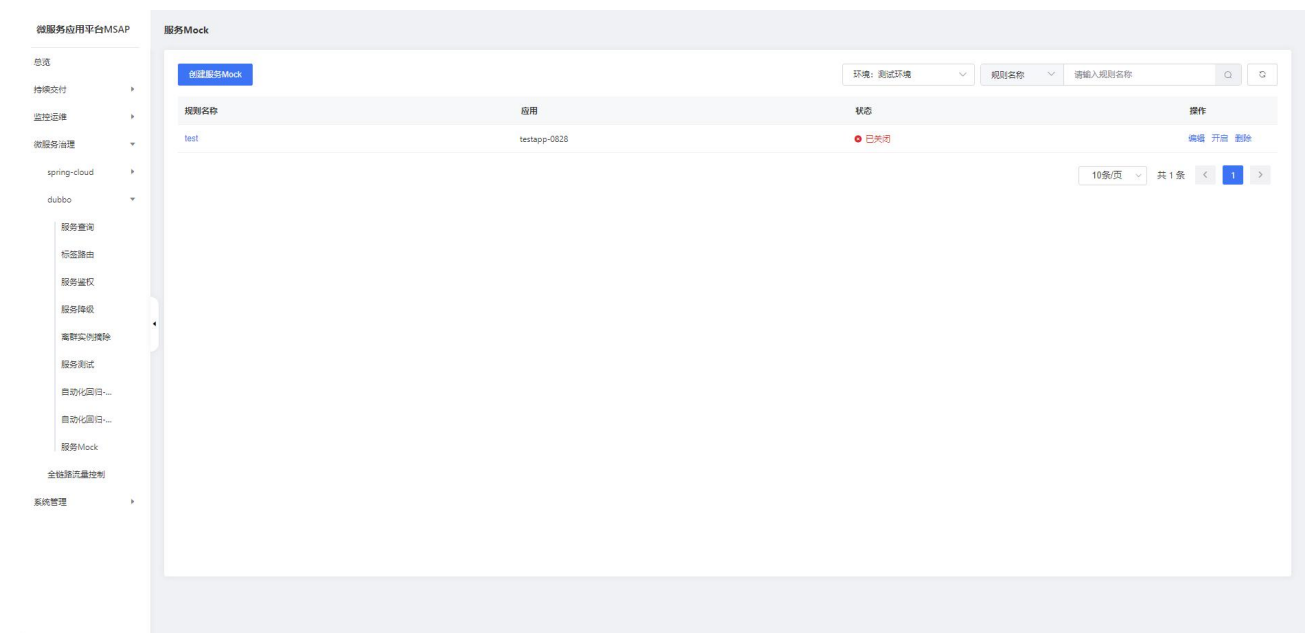 微服务应用平台MSAP
总览
持续交付
监控运维
微服务治理
spring-cloud
dubbo
服务查询
标签路由
服务鉴权
服务降级
离群实例摘除
服务测试
自动化回归-...
自动化回归-...
服务Mock
全链路流量控制
系统管理
服务Mock
创建服务Mock 环境：测试环境 规则名称 请输入规则名称
规则名称 应用 状态 操作
test testapp-0828 已关闭 编辑 开启 删除
10条/页 共 1 条 < 1 >